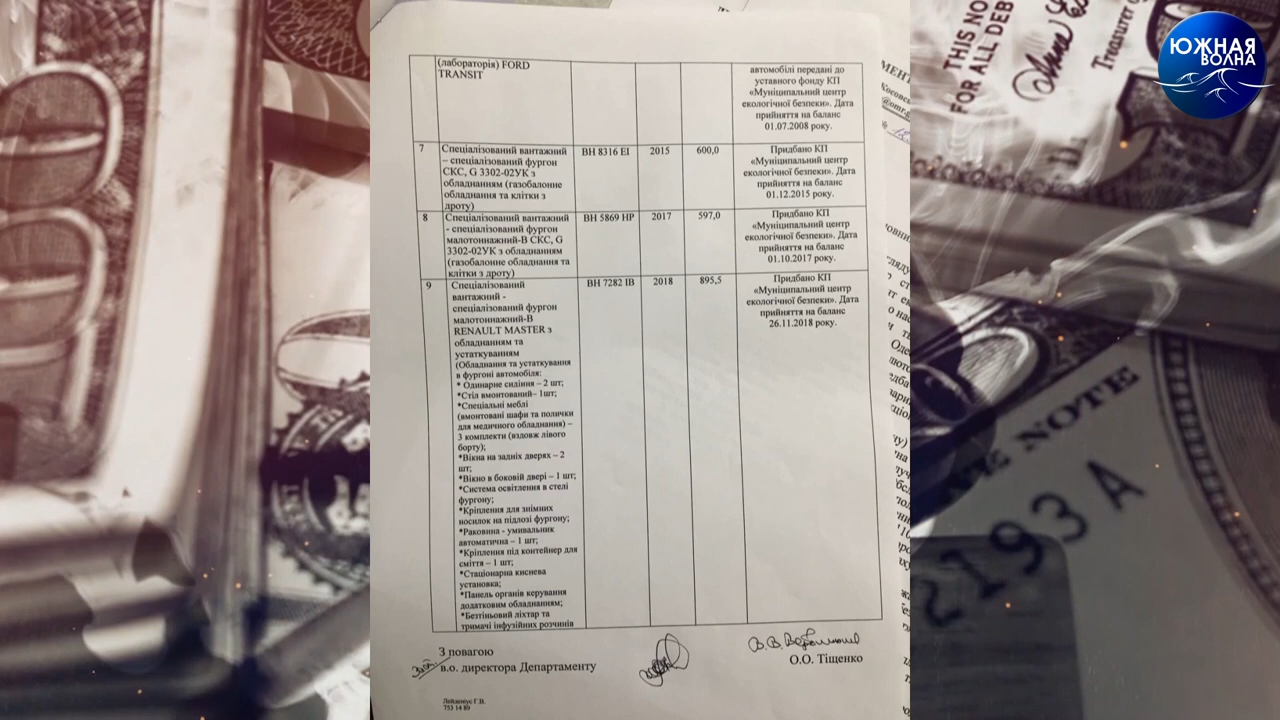 ЮЖНАЯ
ВОЛНА
THIS NO
FOR ALL DEB
Treasurer o
NOTE
2193 A
(лабораторія) FORD
TRANSIT
автомобілі передані до
уставного фонду КП
«Муніципальний центр
екологічної безпеки». Дата
прийняття на баланс
01.07.2008 року.
7
Спеціалізований вантажний
– спеціалізований фургон
СКС, G 3302-02УК з
обладнанням (газобалонне
обладнання та клітки з
дроту)
ВН 8316 ЕІ
2015
600,0
Придбано КП
«Муніципальний центр
екологічної безпеки». Дата
прийняття на баланс
01.12.2015 року.
8
Спеціалізований вантажний
- спеціалізований фургон
малотоннажний-В СКС, G
3302-02УК з обладнанням
(газобалонне обладнання та
клітки з дроту)
ВН 5869 НР
2017
597,0
Придбано КП
«Муніципальний центр
екологічної безпеки». Дата
прийняття на баланс
01.10.2017 року.
9
Спеціалізований
вантажний -
спеціалізований фургон
малотоннажний-В
RENAULT MASTER з
обладнанням та
устаткуванням
(Обладнання та устаткування
в фургоні автомобіля:
* Одинарне сидіння – 2 шт;
*Стіл вмонтований– 1шт;
*Спеціальні меблі
(вмонтовані шафи та полички
для медичного обладнання) –
3 комплекти (вздовж лівого
борту);
*Вікна на задніх дверях – 2
шт;
*Вікно в боковій двері – 1 шт;
*Система освітлення в стелі
фургону;
*Кріплення для знімних
носилок на підлозі фургону;
*Раковина - умивальник
автоматична – 1 шт;
*Кріплення під контейнер для
сміття – 1 шт;
*Стаціонарна киснева
установка;
*Панель органів керування
додатковим обладнанням;
*Безтіньовий ліхтар та
тримачі інфузійних розчинів
ВН 7282 ІВ
2018
895,5
Придбано КП
«Муніципальний центр
екологічної безпеки». Дата
прийняття на баланс
26.11.2018 року.
З повагою
в.о. директора Департаменту
О.О. Тіщенко
753 14 89